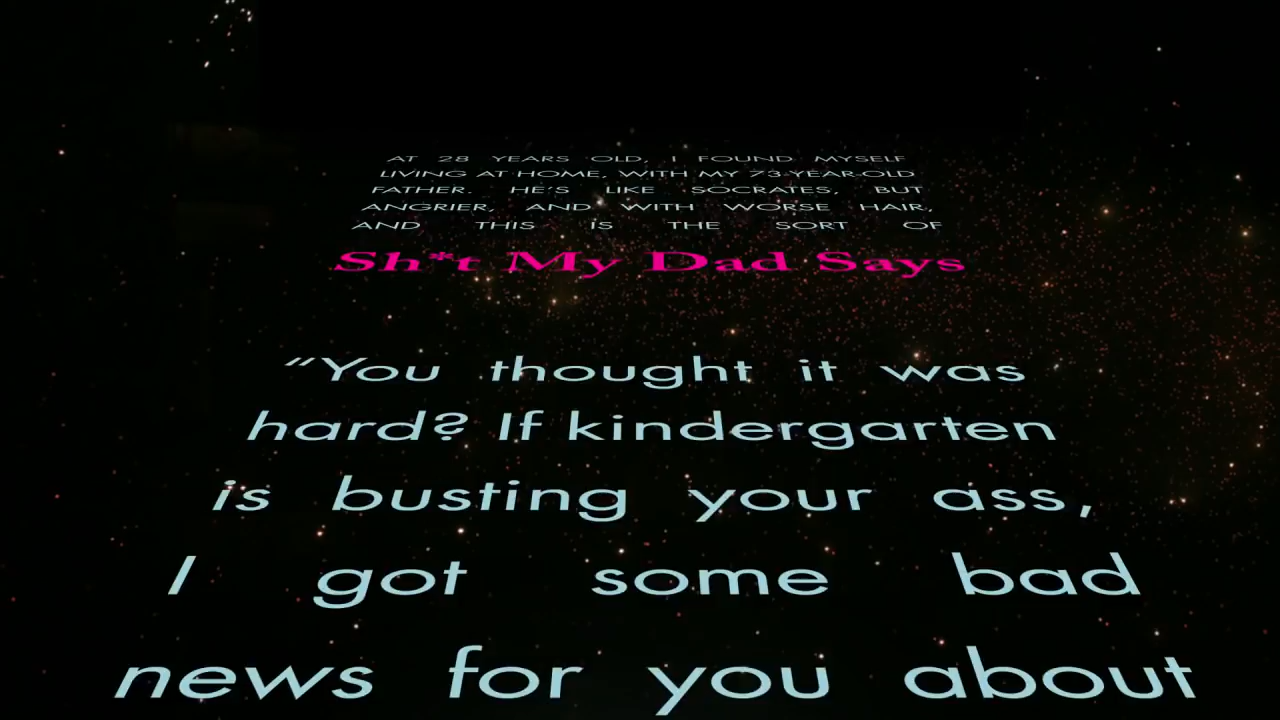 AT 28 YEARS OLD, I FOUND MYSELF
LIVING AT HOME, WITH MY 73-YEAR-OLD
FATHER. HE'S LIKE SOCRATES, BUT
ANGRIER, AND WITH WORSE HAIR,
AND THIS IS THE SORT OF
Sh*t My Dad Says
“You thought it was
hard? If kindergarten
is busting your ass,
I got some bad
news for you about